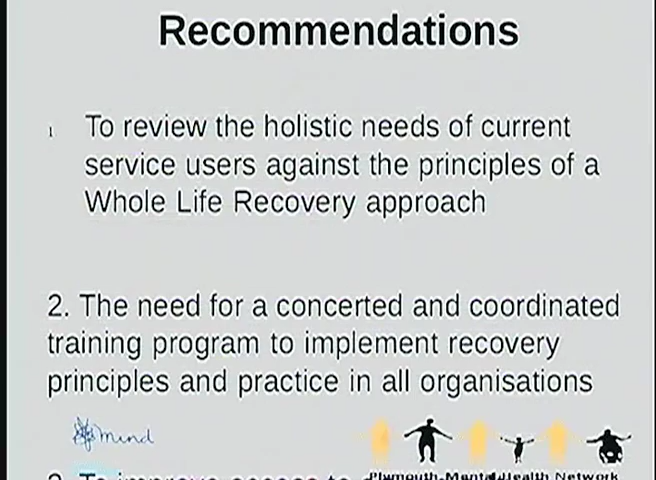 Recommendations
1 To review the holistic needs of current
service users against the principles of a
Whole Life Recovery approach
2. The need for a concerted and coordinated
training program to implement recovery
principles and practice in all organisations
mind
Plymouth Mental Health Network